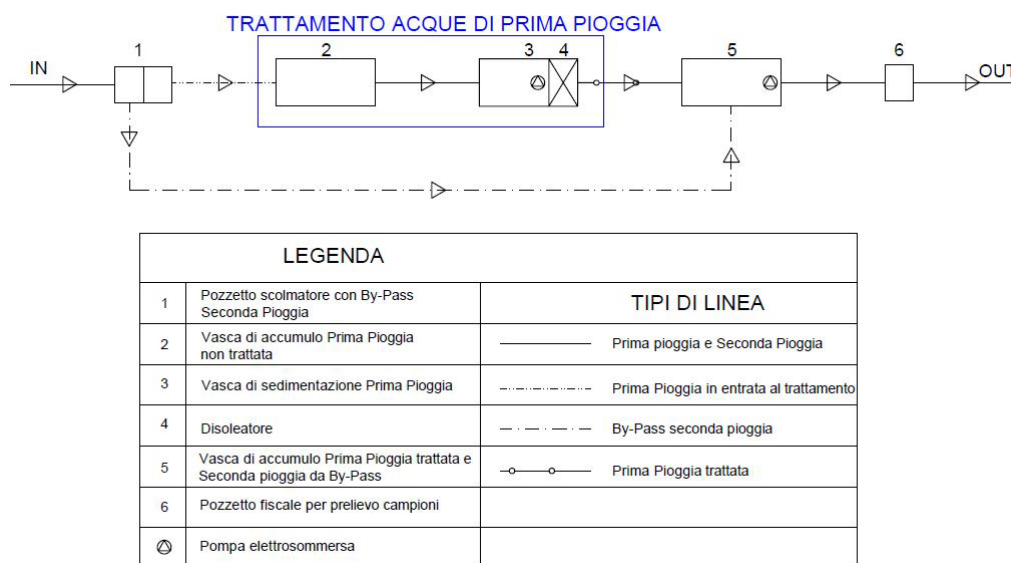 TRATTAMENTO ACQUE DI PRIMA PIOGGIA
IN
1
2
3
4
5
6
OUT
LEGENDA
1
Pozzetto scolmatore con By-Pass
Seconda Pioggia
TIPI DI LINEA
2
Vasca di accumulo Prima Pioggia
non trattata
Prima pioggia e Seconda Pioggia
3
Vasca di sedimentazione Prima Pioggia
Prima Pioggia in entrata al trattamento
4
Disoleatore
By-Pass seconda pioggia
5
Vasca di accumulo Prima Pioggia trattata e
Seconda pioggia da By-Pass
Prima Pioggia trattata
6
Pozzetto fiscale per prelievo campioni
Pompa elettrosommersa